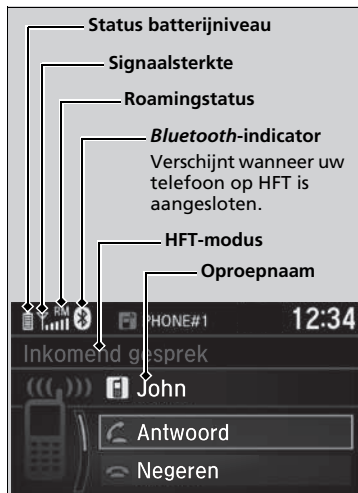 Status batterijniveau
Signaalsterkte
Roamingstatus
Bluetooth-indicator
Verschijnt wanneer uw
telefoon op HFT is
aangesloten.
HFT-modus
Oproepnaam
RM PHONE#1 12:34
Inkomend gesprek
John
Antwoord
Negeren